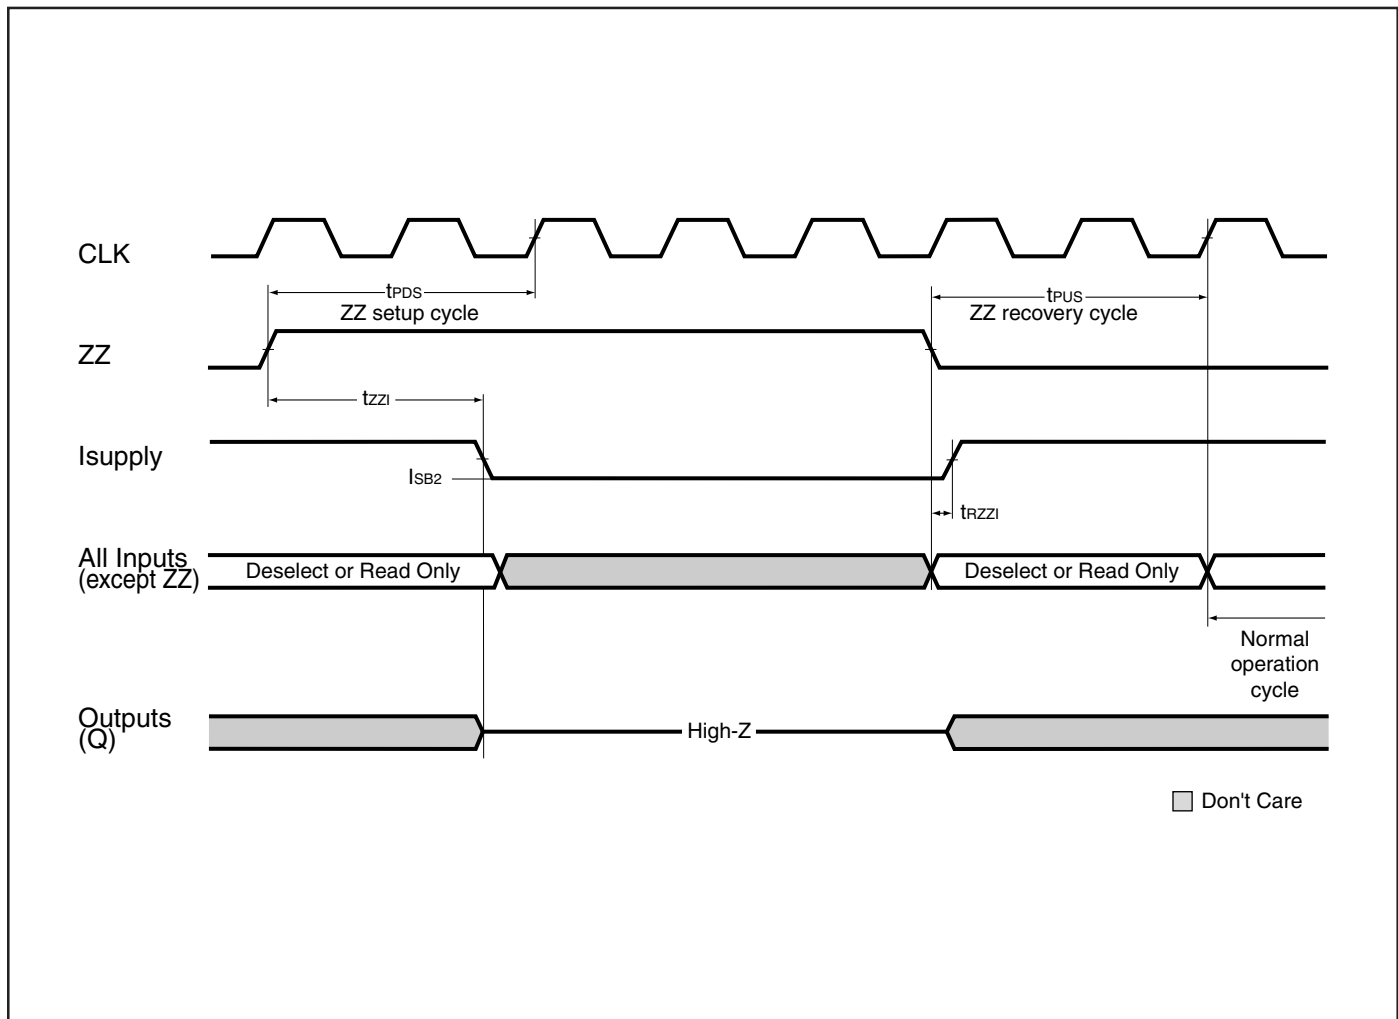 CLK
tPDS
ZZ setup cycle
tPUS
ZZ recovery cycle
ZZ
tZZI
Isupply
ISB2
tRZZI
All Inputs
(except ZZ)
Deselect or Read Only
Deselect or Read Only
Normal
operation
cycle
Outputs
(Q)
High-Z
Don't Care